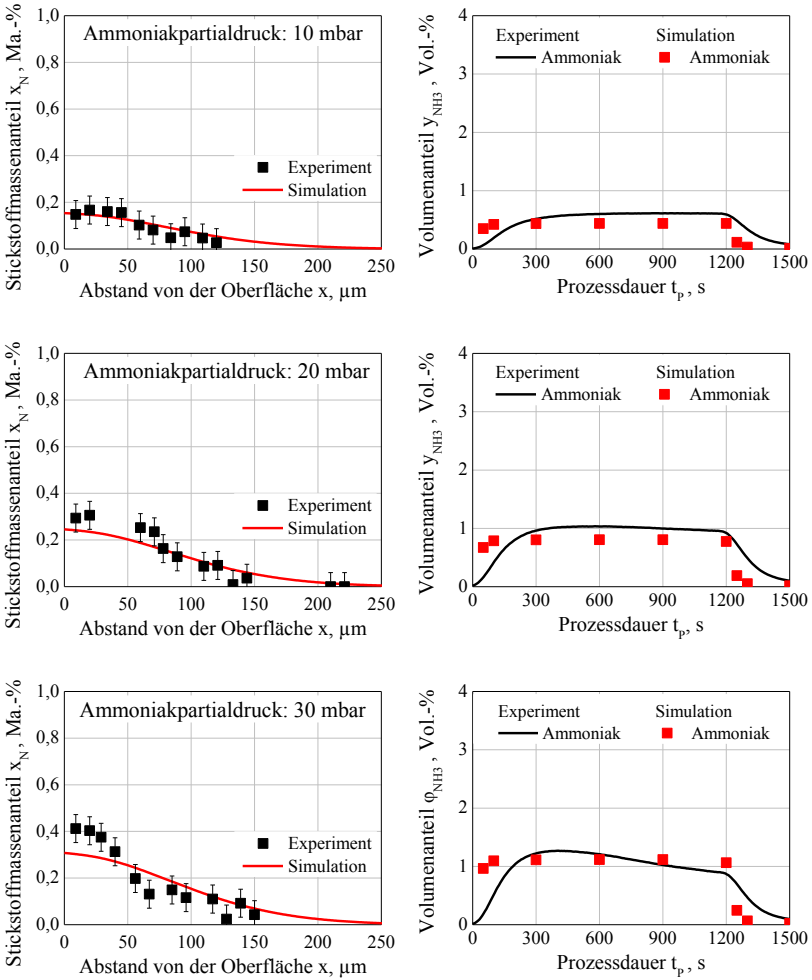 Stickstoffmassenanteil x_N , Ma.-%
1,0
0,8
0,6
0,4
0,2
0,0
Ammoniakpartialdruck: 10 mbar
Experiment
Simulation
0 50 100 150 200 250
Abstand von der Oberfläche x, µm
Volumenanteil y_NH3 , Vol.-%
4
3
2
1
0
Experiment Simulation
Ammoniak Ammoniak
0 300 600 900 1200 1500
Prozessdauer t_P , s
Stickstoffmassenanteil x_N , Ma.-%
1,0
0,8
0,6
0,4
0,2
0,0
Ammoniakpartialdruck: 20 mbar
Experiment
Simulation
0 50 100 150 200 250
Abstand von der Oberfläche x, µm
Volumenanteil y_NH3 , Vol.-%
4
3
2
1
0
Experiment Simulation
Ammoniak Ammoniak
0 300 600 900 1200 1500
Prozessdauer t_P, s
Stickstoffmassenanteil x_N , Ma.-%
1,0
0,8
0,6
0,4
0,2
0,0
Ammoniakpartialdruck: 30 mbar
Experiment
Simulation
0 50 100 150 200 250
Abstand von der Oberfläche x, µm
Volumenanteil φ_NH3 , Vol.-%
4
3
2
1
0
Experiment Simulation
Ammoniak Ammoniak
0 300 600 900 1200 1500
Prozessdauer t_P , s